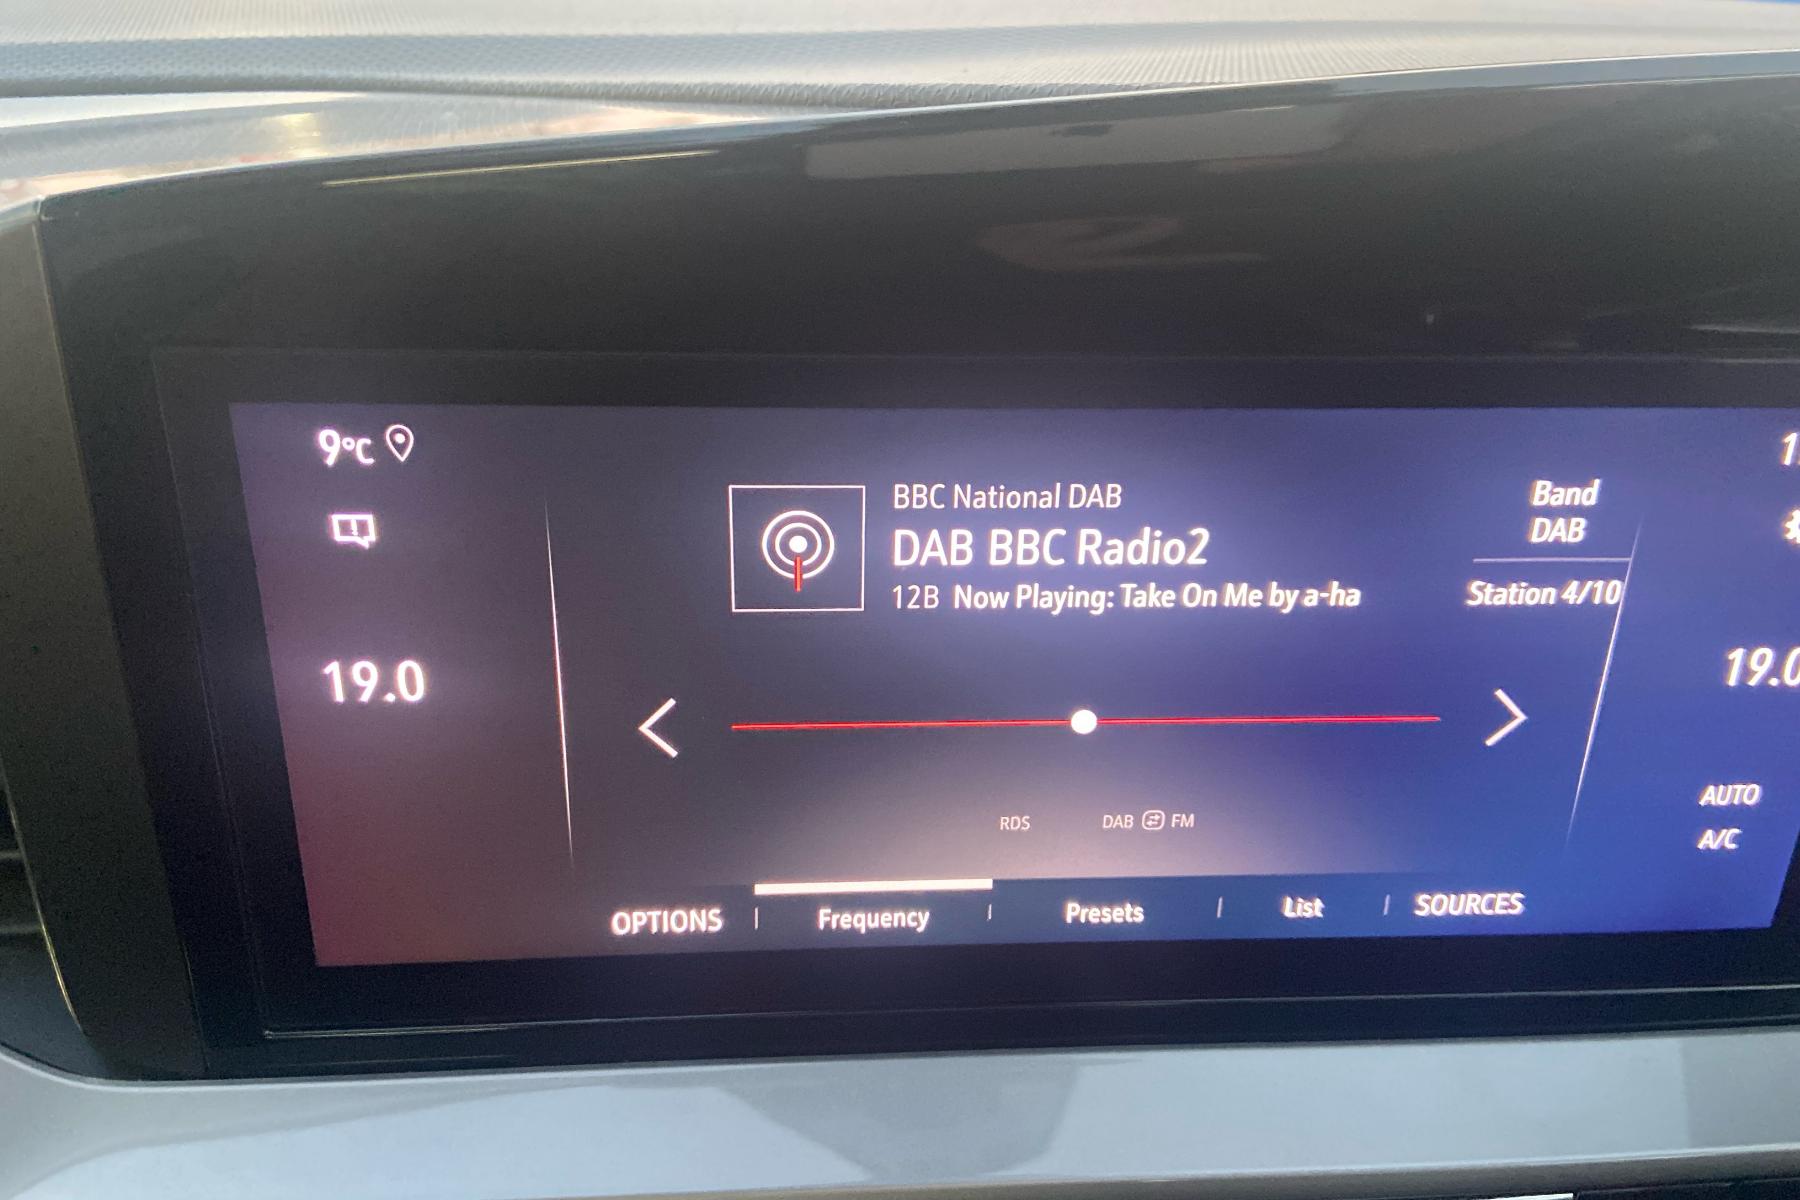 9°C
BBC National DAB
DAB BBC Radio2
12B Now Playing: Take On Me by a-ha
Band
DAB
Station 4/10
19.0
19.0
RDS
DAB FM
AUTO
A/C
OPTIONS
Frequency
Presets
List
SOURCES